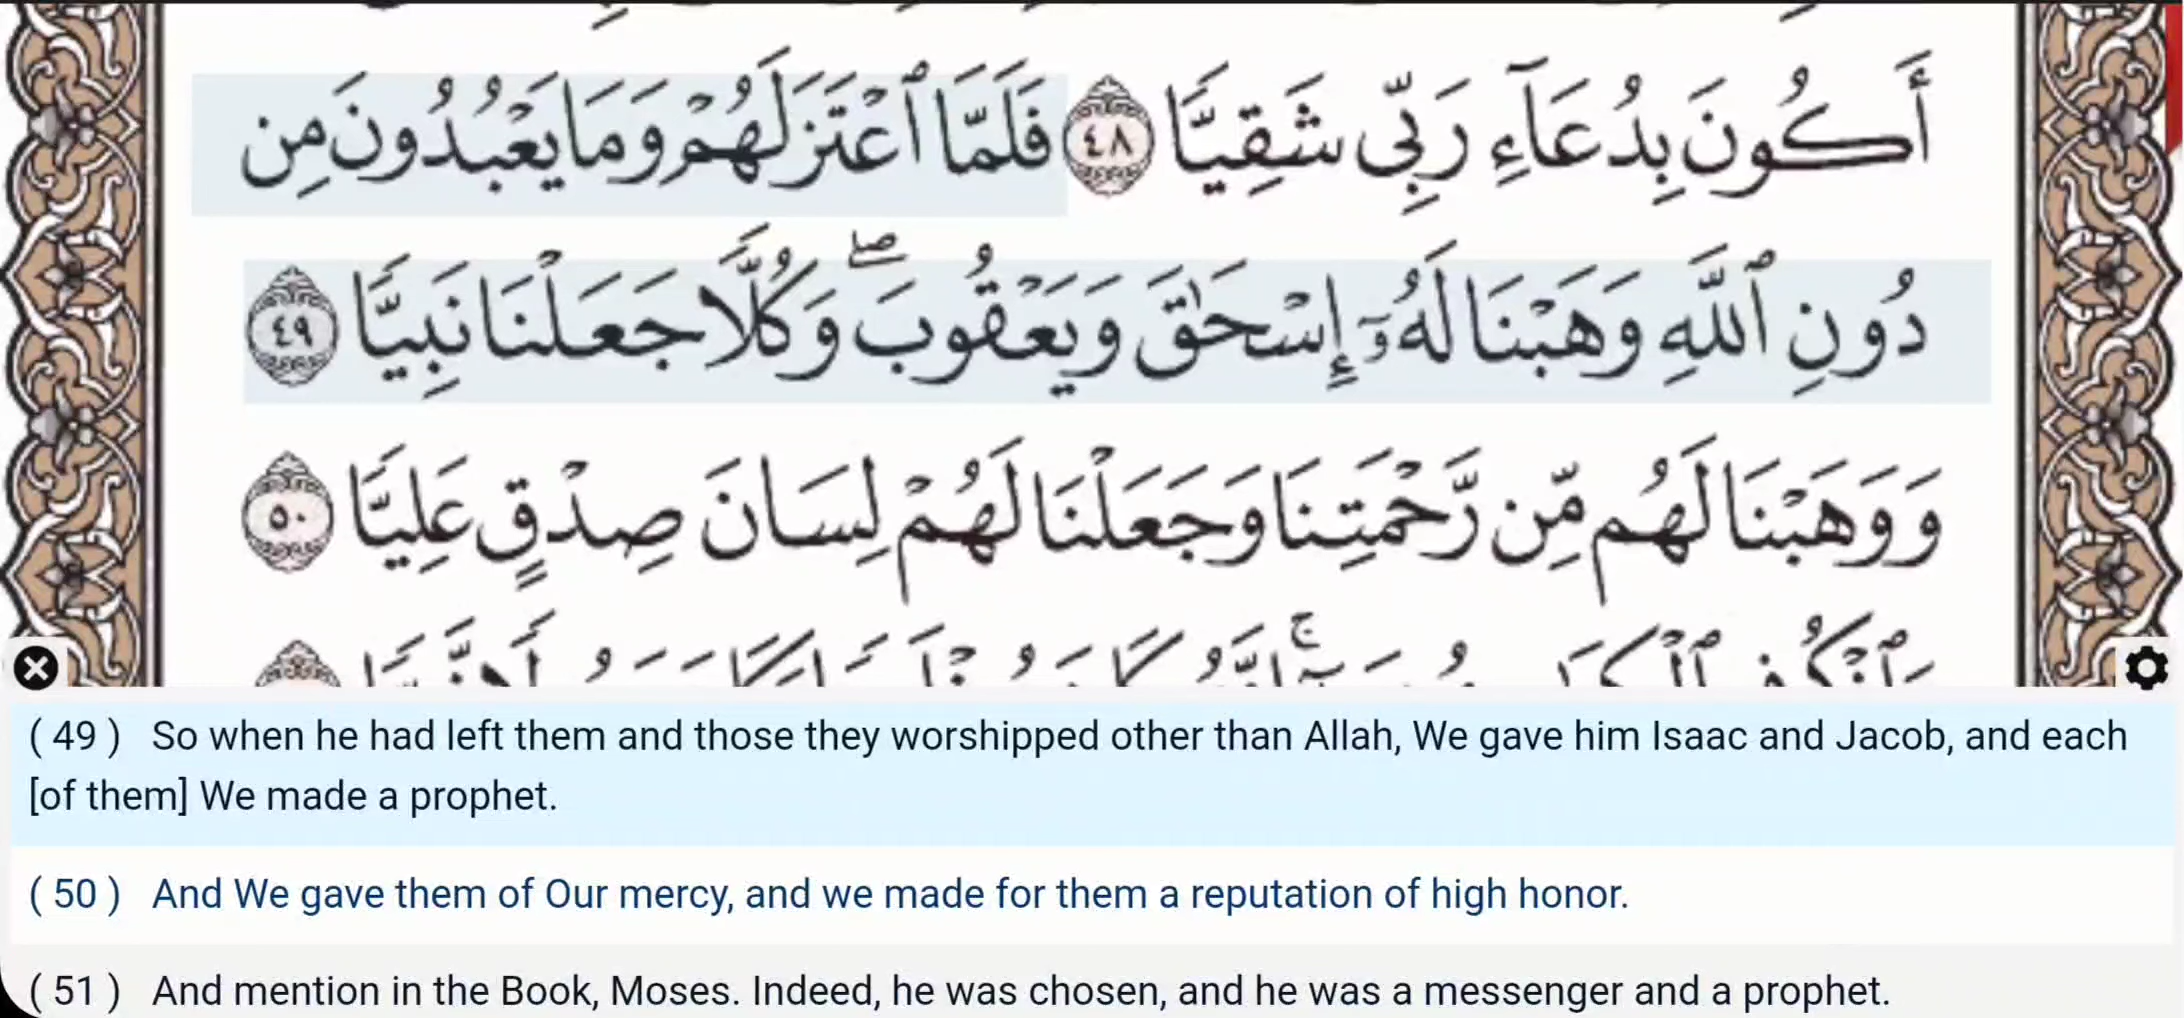 أَكُونَ بِدُعَآءِ رَبِّى شَقِيًّا ٤٨ فَلَمَّا ٱعْتَزَلَهُمْ وَمَا يَعْبُدُونَ مِن
دُونِ ٱللَّهِ وَهَبْنَا لَهُۥٓ إِسْحَٰقَ وَيَعْقُوبَ ۖ وَكُلًّا جَعَلْنَا نَبِيًّا ٤٩
وَوَهَبْنَا لَهُم مِّن رَّحْمَتِنَا وَجَعَلْنَا لَهُمْ لِسَانَ صِدْقٍ عَلِيًّا ٥٠
( 49 ) So when he had left them and those they worshipped other than Allah, We gave him Isaac and Jacob, and each
[of them] We made a prophet.
( 50 ) And We gave them of Our mercy, and we made for them a reputation of high honor.
( 51 ) And mention in the Book, Moses. Indeed, he was chosen, and he was a messenger and a prophet.